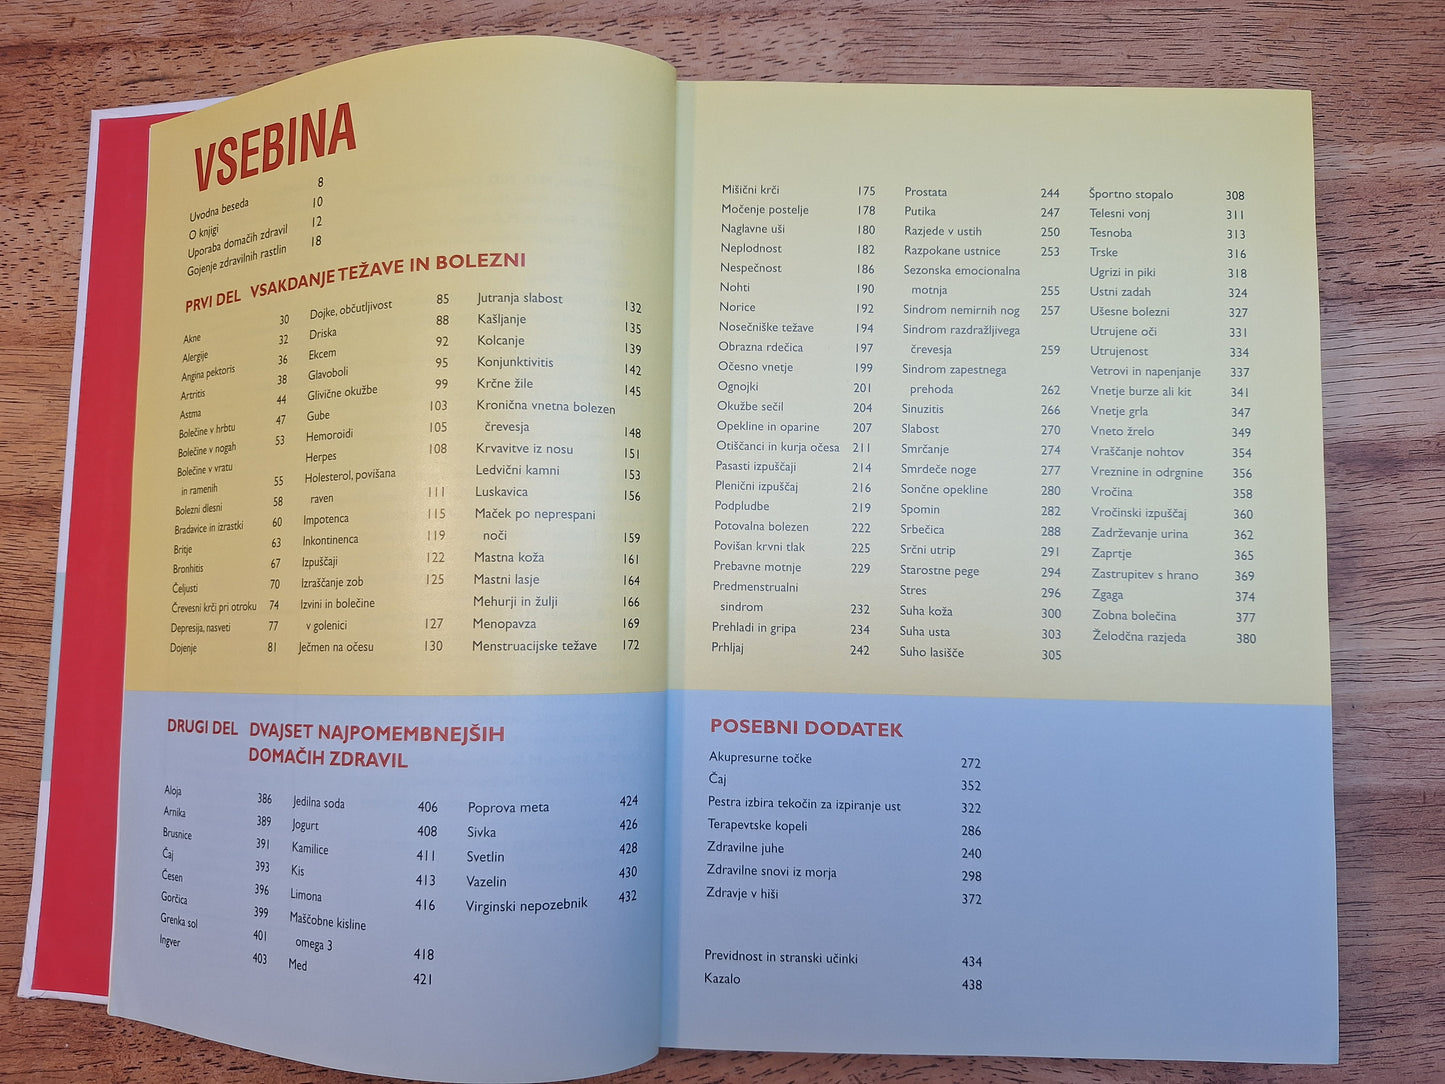 VSEBINA
Uvodna beseda 8
O knjigi 10
Uporaba domačih zdravil 12
Gojenje zdravilnih rastlin 18
PRVI DEL VSAKDANJE TEŽAVE IN BOLEZNI
Akne 30
Alergije 32
Angina pektoris 36
Artritis 38
Astma 44
Bolečine v hrbtu 47
Bolečine v nogah 53
Bolečine v vratu
in ramenih 55
Bolezni dlesni 58
Bradavice in izrastki 60
Britje 63
Bronhitis 67
Čeljusti 70
Črevesni krči pri otroku 74
Depresija, nasveti 77
Dojenje 81
Dojke, občutljivost 85
Driska 88
Ekcem 92
Glavoboli 95
Glivične okužbe 99
Gube 103
Hemoroidi 105
Herpes 108
Holesterol, povišana
raven 111
Impotenca 115
Inkontinenca 119
Izpuščaji 122
Izraščanje zob 125
Izvini in bolečine
v golenici 127
Ječmen na očesu 130
Jutranja slabost 132
Kašljanje 135
Kolcanje 139
Konjunktivitis 142
Krčne žile 145
Kronična vnetna bolezen
črevesja 148
Krvavitve iz nosu 151
Ledvični kamni 153
Luskavica 156
Maček po neprespani
noči 159
Mastna koža 161
Mastni lasje 164
Mehurji in žulji 166
Menopavza 169
Menstruacijske težave 172
Mišični krči 175
Močenje postelje 178
Naglavne uši 180
Neplodnost 182
Nespečnost 186
Nohti 190
Norice 192
Nosečniške težave 194
Obrazna rdečica 197
Očesno vnetje 199
Ognojki 201
Okužbe sečil 204
Opekline in oparine 207
Otiščanci in kurja očesa 211
Pasasti izpuščaji 214
Plenični izpuščaj 216
Podpludbe 219
Potovalna bolezen 222
Povišan krvni tlak 225
Prebavne motnje 229
Predmenstrualni
sindrom 232
Prehladi in gripa 234
Prhljaj 242
Prostata 244
Putika 247
Razjede v ustih 250
Razpokane ustnice 253
Sezonska emocionalna
motnja 255
Sindrom nemirnih nog 257
Sindrom razdražljivega
črevesja 259
Sindrom zapestnega
prehoda 262
Sinuzitis 266
Slabost 270
Smrčanje 274
Smrdeče noge 277
Sončne opekline 280
Spomin 282
Srbečica 288
Srčni utrip 291
Starostne pege 294
Stres 296
Suha koža 300
Suha usta 303
Suho lasišče 305
Športno stopalo 308
Telesni vonj 311
Tesnoba 313
Trske 316
Ugrizi in piki 318
Ustni zadah 324
Ušesne bolezni 327
Utrujene oči 331
Utrujenost 334
Vetrovi in napenjanje 337
Vnetje burze ali kit 341
Vnetje grla 347
Vneto žrelo 349
Vraščanje nohtov 354
Vreznine in odrgnine 356
Vročina 358
Vročinski izpuščaj 360
Zadrževanje urina 362
Zaprtje 365
Zastrupitev s hrano 369
Zgaga 374
Zobna bolečina 377
Želodčna razjeda 380
DRUGI DEL DVAJSET NAJPOMEMBNEJŠIH
DOMAČIH ZDRAVIL
Aloja 386
Arnika 389
Brusnice 391
Čaj 393
Česen 396
Gorčica 399
Grenka sol 401
Ingver 403
Jedilna soda 406
Jogurt 408
Kamilice 411
Kis 413
Limona 416
Maščobne kisline
omega 3 418
Med 421
Poprova meta 424
Sivka 426
Svetlin 428
Vazelin 430
Virginski nepozebnik 432
POSEBNI DODATEK
Akupresurne točke 272
Čaj 352
Pestra izbira tekočin za izpiranje ust 322
Terapevtske kopeli 286
Zdravilne juhe 240
Zdravilne snovi iz morja 298
Zdravje v hiši 372
Previdnost in stranski učinki 434
Kazalo 438